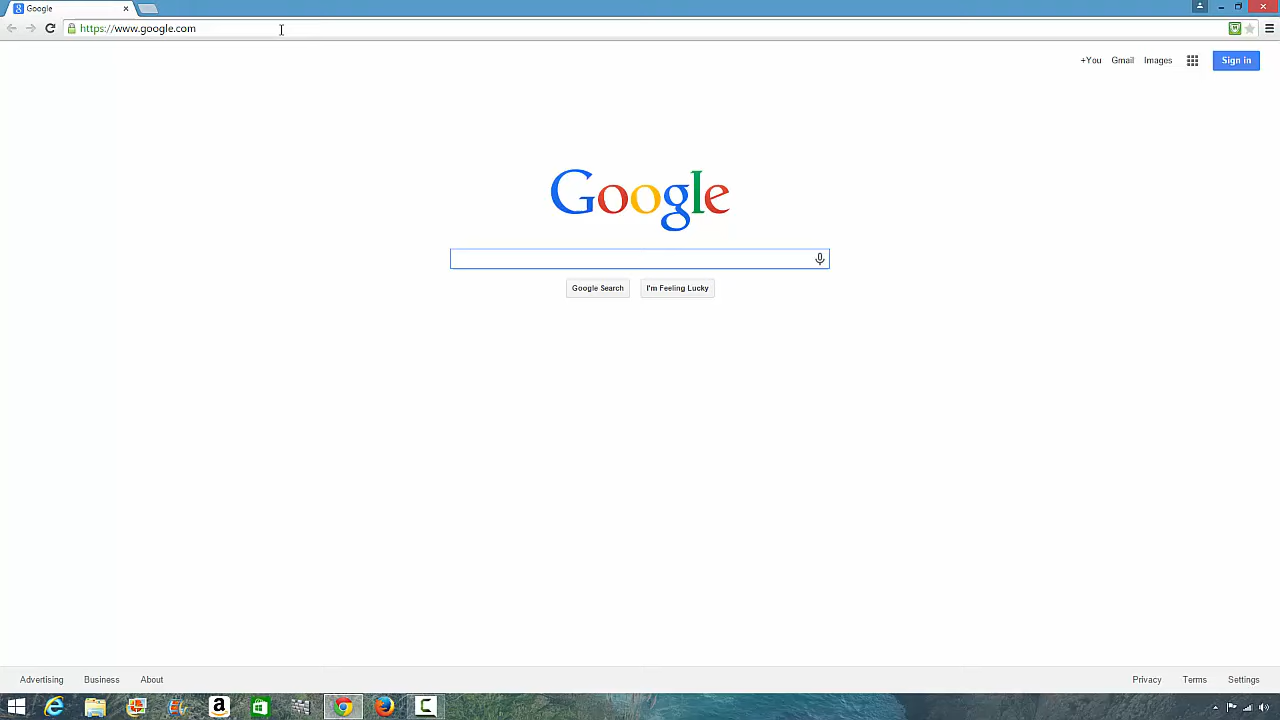 Google
https://www.google.com
+You Gmail Images Sign in
Google
Google Search I'm Feeling Lucky
Advertising Business About Privacy Terms Settings